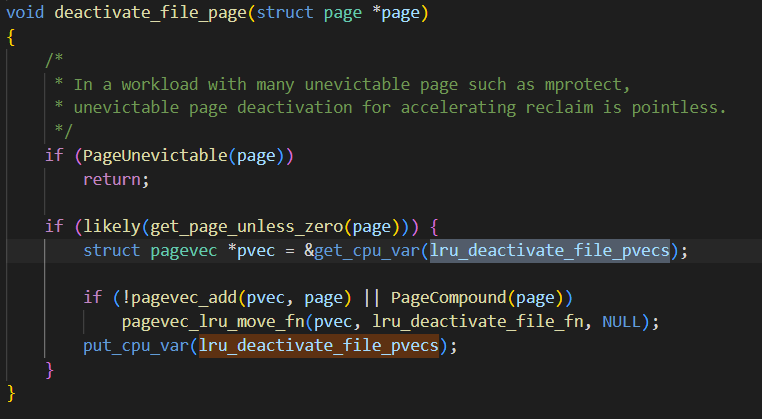 void deactivate_file_page(struct page *page)
{
    /*
     * In a workload with many unevictable page such as mprotect,
     * unevictable page deactivation for accelerating reclaim is pointless.
     */
    if (PageUnevictable(page))
        return;

    if (likely(get_page_unless_zero(page))) {
        struct pagevec *pvec = &get_cpu_var(lru_deactivate_file_pvecs);

        if (!pagevec_add(pvec, page) || PageCompound(page))
            pagevec_lru_move_fn(pvec, lru_deactivate_file_fn, NULL);
        put_cpu_var(lru_deactivate_file_pvecs);
    }
}